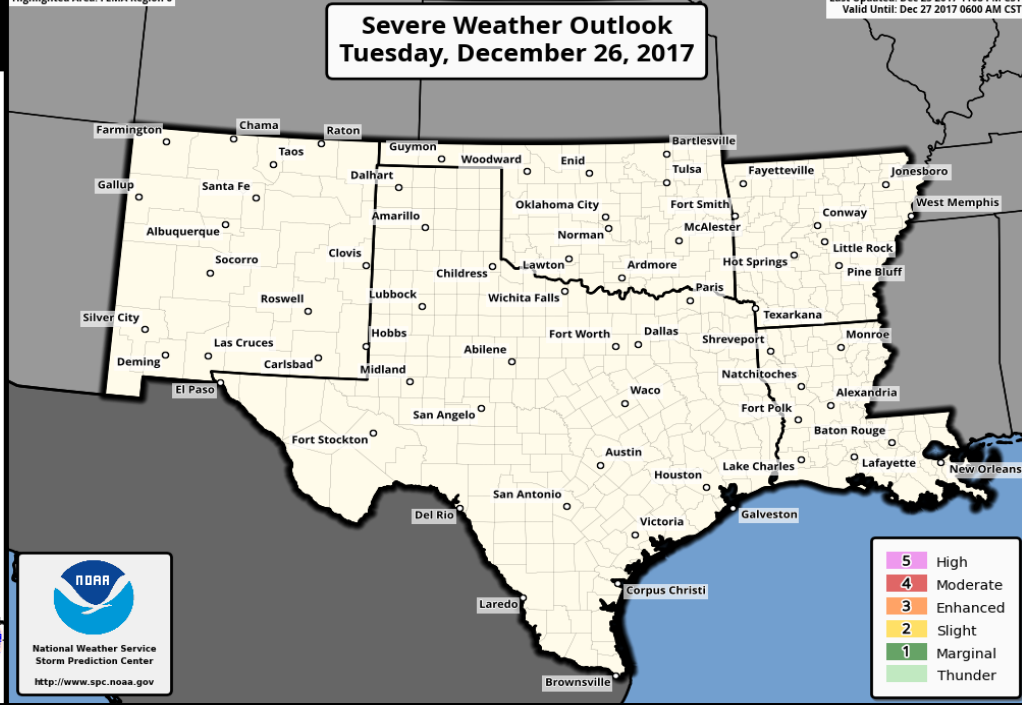 Severe Weather Outlook
Tuesday, December 26, 2017
Valid Until: Dec 27 2017 0600 AM CST
Farmington
Chama
Raton
Taos
Guymon
Woodward
Enid
Bartlesville
Tulsa
Fayetteville
Jonesboro
Gallup
Santa Fe
Dalhart
Amarillo
Oklahoma City
Fort Smith
Conway
West Memphis
Albuquerque
Norman
McAlester
Little Rock
Socorro
Clovis
Childress
Lawton
Ardmore
Hot Springs
Pine Bluff
Roswell
Lubbock
Wichita Falls
Paris
Texarkana
Silver City
Hobbs
Fort Worth
Dallas
Shreveport
Monroe
Las Cruces
Deming
Carlsbad
Midland
Abilene
Natchitoches
El Paso
San Angelo
Waco
Fort Polk
Alexandria
Fort Stockton
Austin
Baton Rouge
Houston
Lake Charles
Lafayette
New Orleans
San Antonio
Del Rio
Victoria
Galveston
Laredo
Corpus Christi
Brownsville
NOAA
National Weather Service
Storm Prediction Center
http://www.spc.noaa.gov
5 High
4 Moderate
3 Enhanced
2 Slight
1 Marginal
Thunder